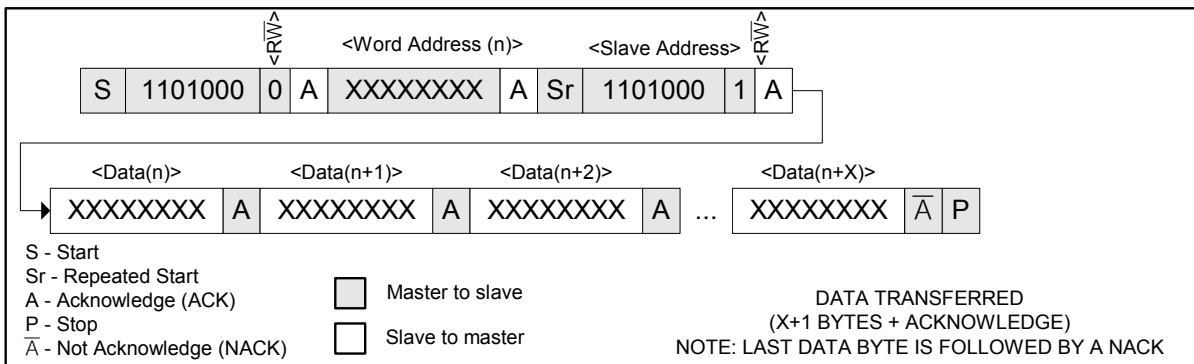 <RW̅> <RW̅>
<Word Address (n)> <Slave Address>
S 1101000 0 A XXXXXXXX A Sr 1101000 1 A
<Data(n)> <Data(n+1)> <Data(n+2)> <Data(n+X)>
XXXXXXXX A XXXXXXXX A XXXXXXXX A ... XXXXXXXX A̅ P
S - Start
Sr - Repeated Start
A - Acknowledge (ACK)
P - Stop
A̅ - Not Acknowledge (NACK)
Master to slave
Slave to master
DATA TRANSFERRED
(X+1 BYTES + ACKNOWLEDGE)
NOTE: LAST DATA BYTE IS FOLLOWED BY A NACK